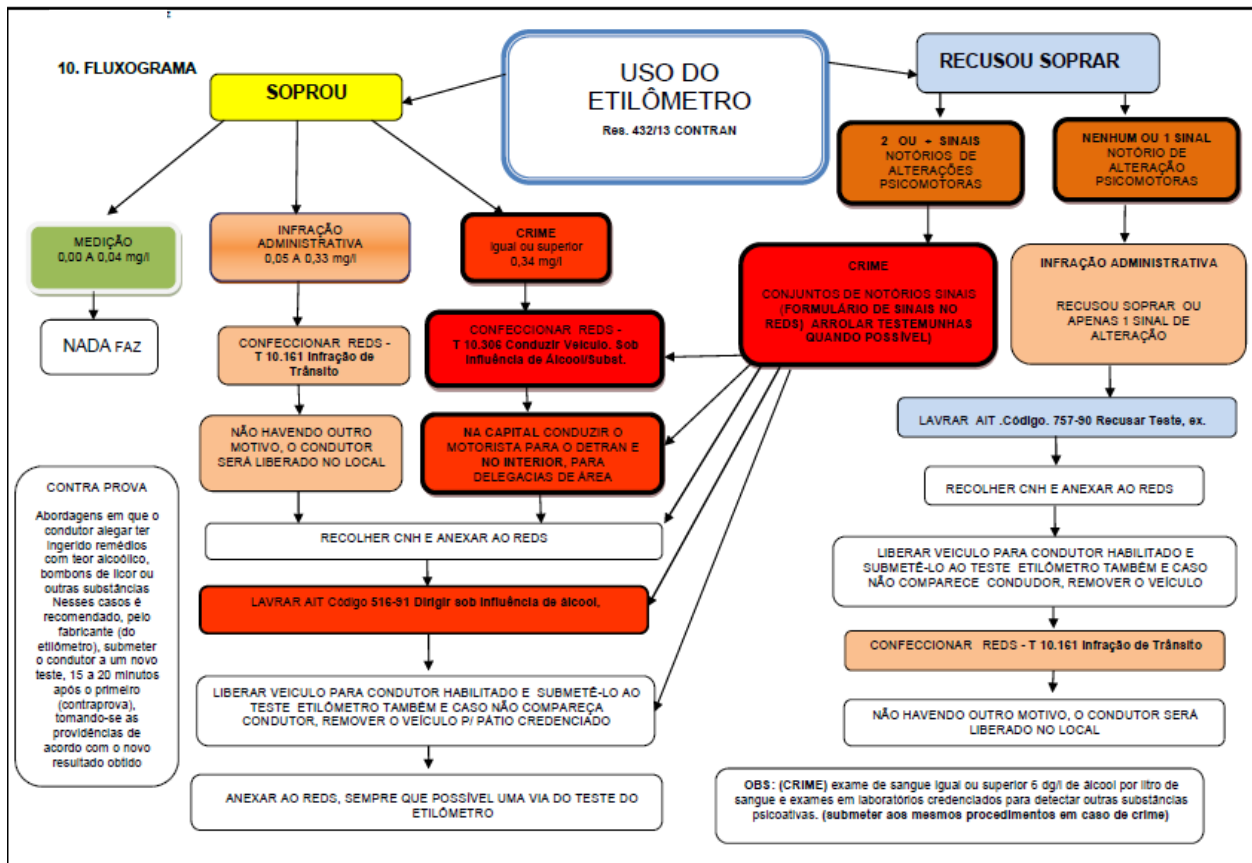 10. FLUXOGRAMA
USO DO
ETILÔMETRO
Res. 432/13 CONTRAN
SOPROU
RECUSOU SOPRAR
MEDIÇÃO
0,00 A 0,04 mg/l
NADA FAZ
INFRAÇÃO
ADMINISTRATIVA
0,05 A 0,33 mg/l
CONFECCIONAR REDS -
T 10.161 Infração de
Trânsito
NÃO HAVENDO OUTRO
MOTIVO, O CONDUTOR
SERÁ LIBERADO NO LOCAL
CRIME
Igual ou superior
0,34 mg/l
CONFECCIONAR REDS -
T 10.306 Conduzir Veículo. Sob
Influência de Álcool/Subst.
NA CAPITAL CONDUZIR O
MOTORISTA PARA O DETRAN E
NO INTERIOR, PARA
DELEGACIAS DE ÁREA
RECOLHER CNH E ANEXAR AO REDS
LAVRAR AIT Código 516-91 Dirigir sob Influência de álcool,
LIBERAR VEICULO PARA CONDUTOR HABILITADO E SUBMETÊ-LO AO
TESTE ETILÔMETRO TAMBÉM E CASO NÃO COMPAREÇA
CONDUTOR, REMOVER O VEÍCULO P/ PÁTIO CREDENCIADO
ANEXAR AO REDS, SEMPRE QUE POSSÍVEL UMA VIA DO TESTE DO
ETILÔMETRO
2 OU + SINAIS
NOTÓRIOS DE
ALTERAÇÕES
PSICOMOTORAS
CRIME
CONJUNTOS DE NOTÓRIOS SINAIS
(FORMULÁRIO DE SINAIS NO
REDS) ARROLAR TESTEMUNHAS
QUANDO POSSÍVEL)
NENHUM OU 1 SINAL
NOTÓRIO DE
ALTERAÇÃO
PSICOMOTORAS
INFRAÇÃO ADMINISTRATIVA
RECUSOU SOPRAR OU
APENAS 1 SINAL DE
ALTERAÇÃO
LAVRAR AIT .Código. 757-90 Recusar Teste, ex.
RECOLHER CNH E ANEXAR AO REDS
LIBERAR VEICULO PARA CONDUTOR HABILITADO E
SUBMETÊ-LO AO TESTE ETILÔMETRO TAMBÉM E CASO
NÃO COMPARECE CONDUDOR, REMOVER O VEÍCULO
CONFECCIONAR REDS - T 10.161 Infração de Trânsito
NÃO HAVENDO OUTRO MOTIVO, O CONDUTOR SERÁ
LIBERADO NO LOCAL
CONTRA PROVA
Abordagens em que o
condutor alegar ter
ingerido remédios
com teor alcoólico,
bombons de licor ou
outras substâncias
Nesses casos é
recomendado, pelo
fabricante (do
etilômetro), submeter
o condutor a um novo
teste, 15 a 20 minutos
após o primeiro
(contraprova),
tomando-se as
providências de
acordo com o novo
resultado obtido
OBS: (CRIME) exame de sangue igual ou superior 6 dg/l de álcool por litro de
sangue e exames em laboratórios credenciados para detectar outras substâncias
psicoativas. (submeter aos mesmos procedimentos em caso de crime)